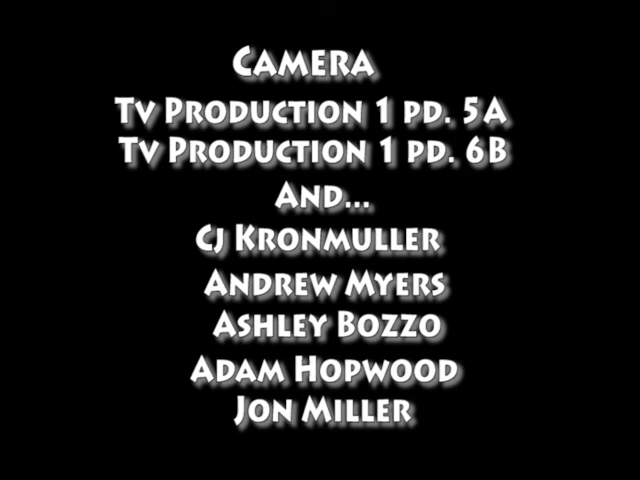 Camera
Tv Production 1 pd. 5A
Tv Production 1 pd. 6B
And...
Cj Kronmuller
Andrew Myers
Ashley Bozzo
Adam Hopwood
Jon Miller